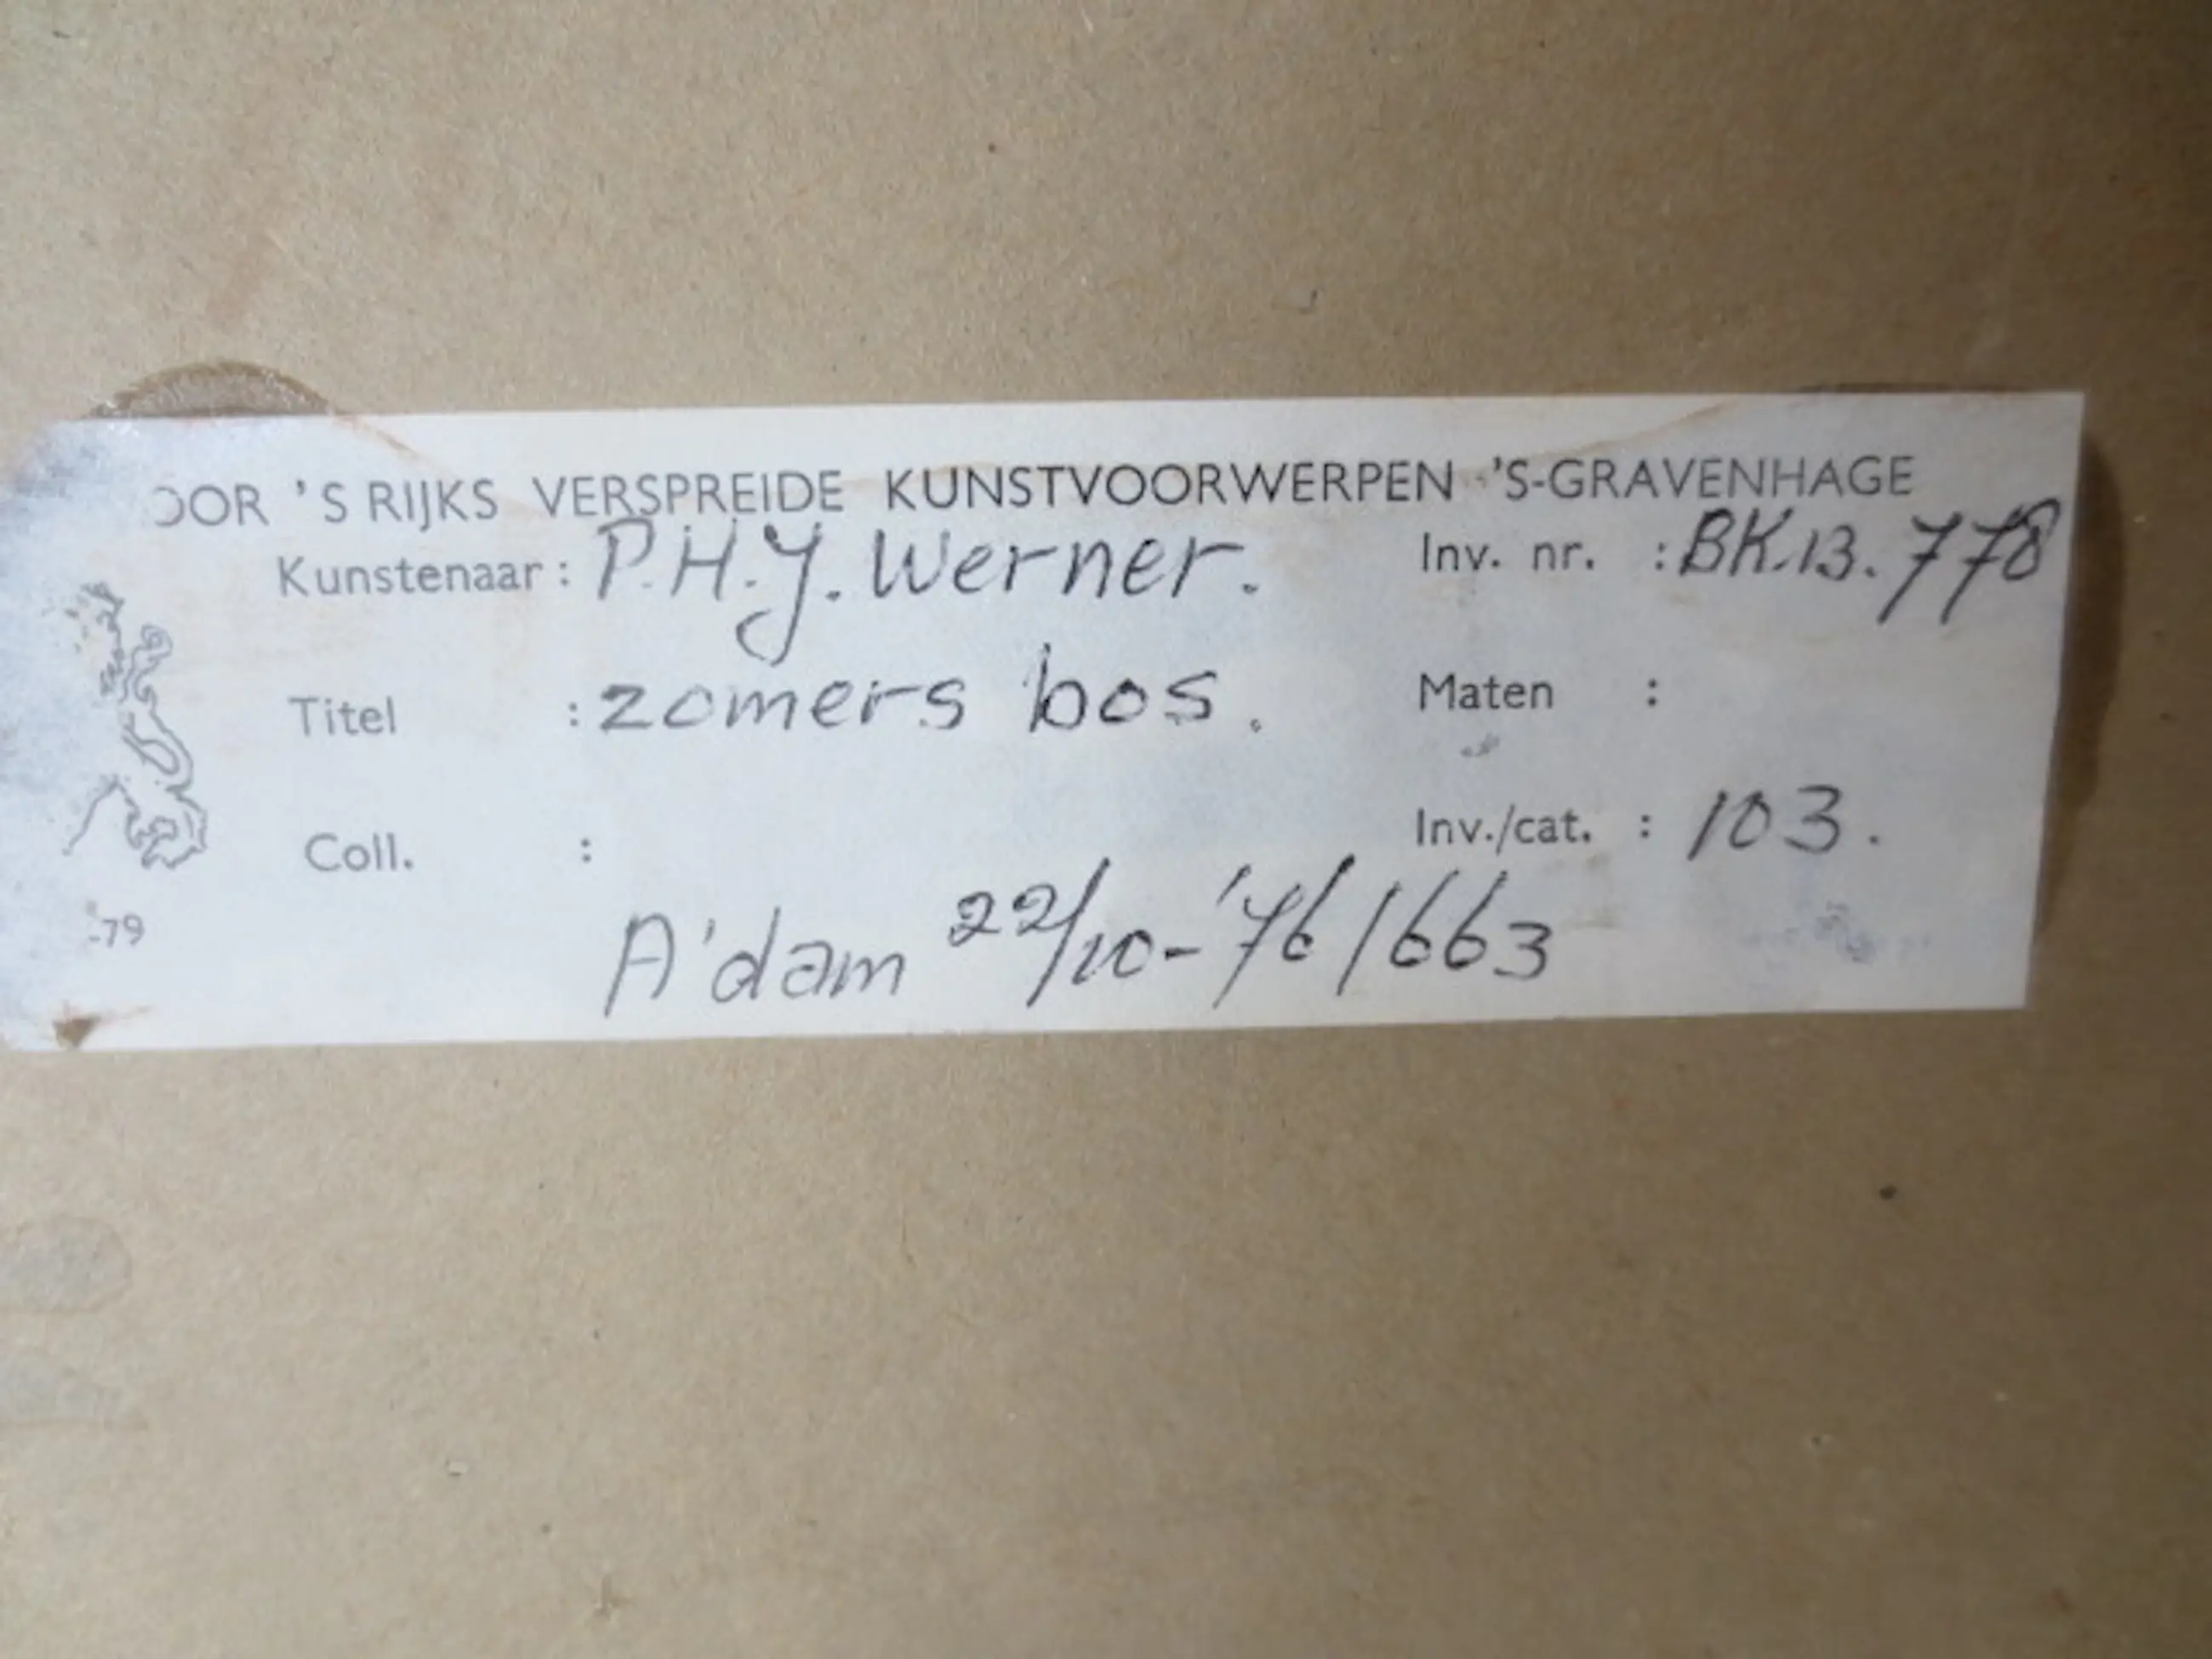 OOR 'S RIJKS VERSPREIDE KUNSTVOORWERPEN 'S-GRAVENHAGE
Kunstenaar : P.H.J. Werner. Inv. nr. : BK.13.778
Titel : zomers bos. Maten :
Coll. : Inv./cat. : 103.
-79
A'dam 22/10-'76/663